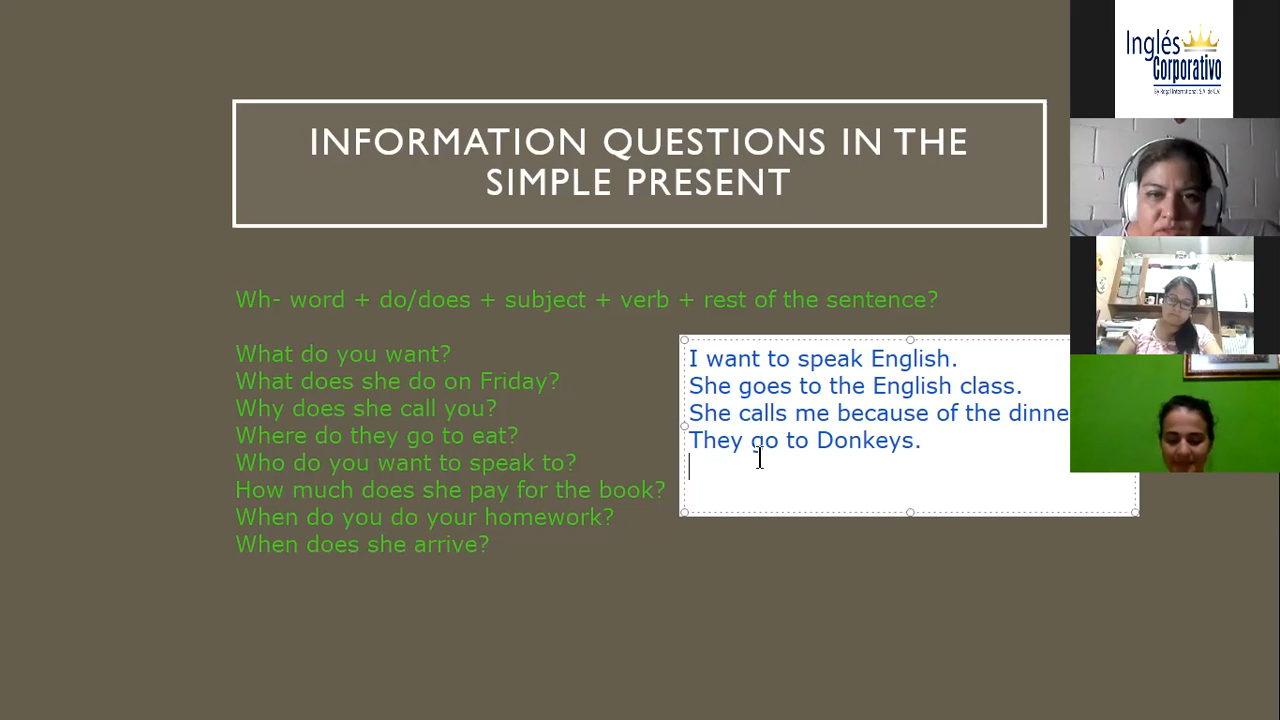 Inglés
Corporativo
By Regal International S.A. de C.V.
INFORMATION QUESTIONS IN THE
SIMPLE PRESENT
Wh- word + do/does + subject + verb + rest of the sentence?
What do you want?
What does she do on Friday?
Why does she call you?
Where do they go to eat?
Who do you want to speak to?
How much does she pay for the book?
When do you do your homework?
When does she arrive?
I want to speak English.
She goes to the English class.
She calls me because of the dinne
They go to Donkeys.